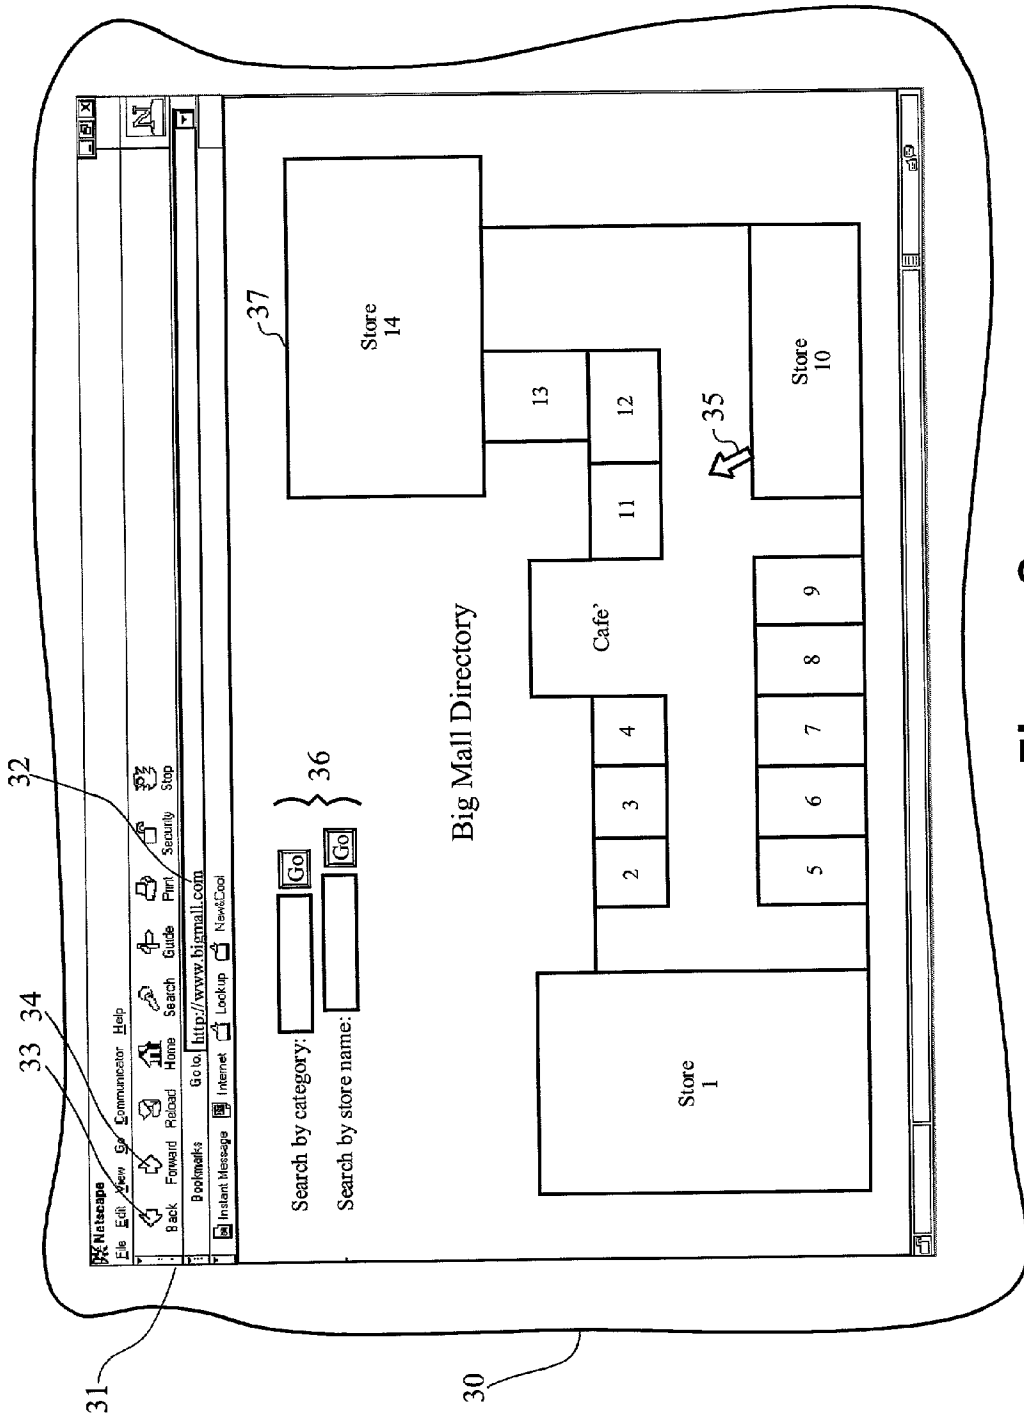 32
33
34
31
Netscape
File Edit View Go Communicator Help
Back Forward Reload Home Search Guide Print Security Stop
N
Bookmarks Go to: http://www.bigmall.com
Instant Message Internet Lookup New&Cool
Search by category: Go
Search by store name: Go
36
37
Big Mall Directory
Store
14
13
12
11
Cafe'
2 3 4
Store
1
35
5 6 7 8 9
Store
10
30